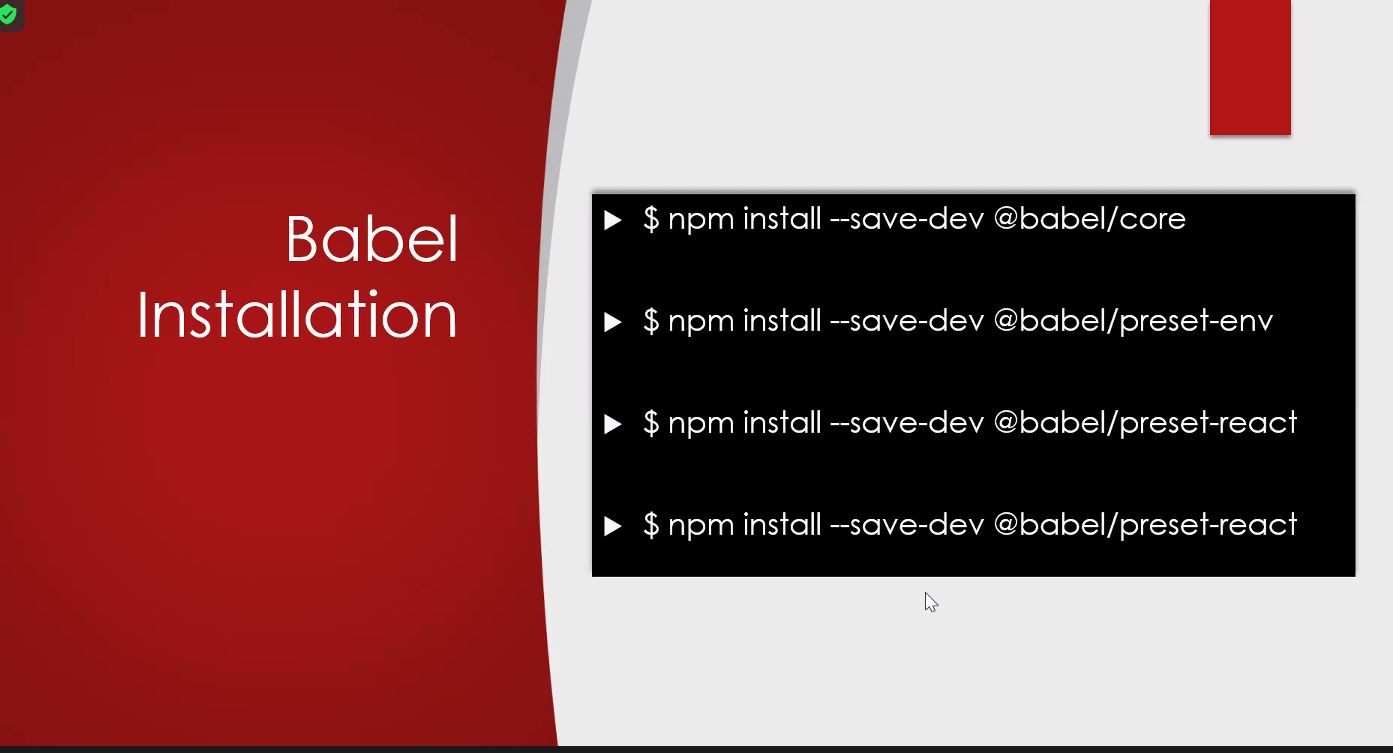 Babel
Installation
$ npm install --save-dev @babel/core
$ npm install --save-dev @babel/preset-env
$ npm install --save-dev @babel/preset-react
$ npm install --save-dev @babel/preset-react